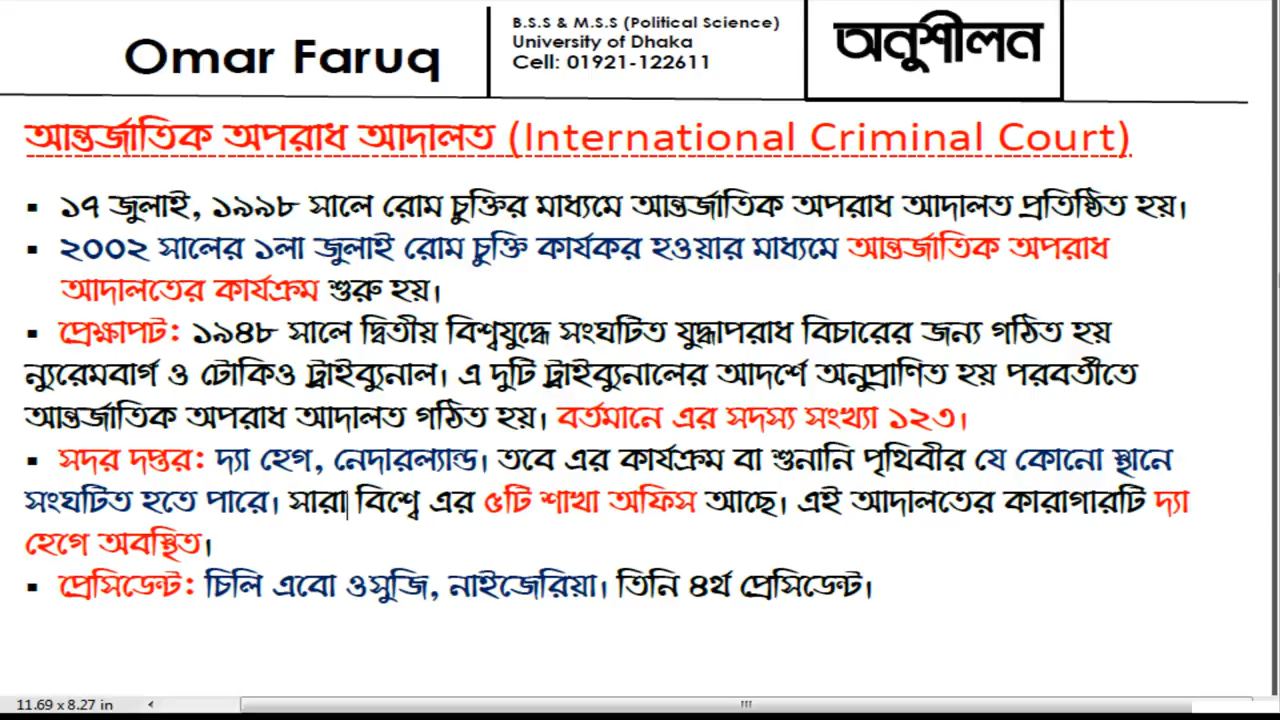 Omar Faruq
B.S.S & M.S.S (Political Science)
University of Dhaka
Cell: 01921-122611
অনুশীলন
আন্তর্জাতিক অপরাধ আদালত (International Criminal Court)
▪ ১৭ জুলাই, ১৯৯৮ সালে রোম চুক্তির মাধ্যমে আন্তর্জাতিক অপরাধ আদালত প্রতিষ্ঠিত হয়।
▪ ২০০২ সালের ১লা জুলাই রোম চুক্তি কার্যকর হওয়ার মাধ্যমে আন্তর্জাতিক অপরাধ
আদালতের কার্যক্রম শুরু হয়।
▪ প্রেক্ষাপট: ১৯৪৮ সালে দ্বিতীয় বিশ্বযুদ্ধে সংঘটিত যুদ্ধাপরাধ বিচারের জন্য গঠিত হয়
ন্যুরেমবার্গ ও টোকিও ট্রাইব্যুনাল। এ দুটি ট্রাইব্যুনালের আদর্শে অনুপ্রাণিত হয় পরবর্তীতে
আন্তর্জাতিক অপরাধ আদালত গঠিত হয়। বর্তমানে এর সদস্য সংখ্যা ১২৩।
▪ সদর দপ্তর: দ্যা হেগ, নেদারল্যান্ড। তবে এর কার্যক্রম বা শুনানি পৃথিবীর যে কোনো স্থানে
সংঘটিত হতে পারে। সারা বিশ্বে এর ৫টি শাখা অফিস আছে। এই আদালতের কারাগারটি দ্যা
হেগে অবস্থিত।
▪ প্রেসিডেন্ট: চিলি এবো ওসুজি, নাইজেরিয়া। তিনি ৪র্থ প্রেসিডেন্ট।
11.69 x 8.27 in